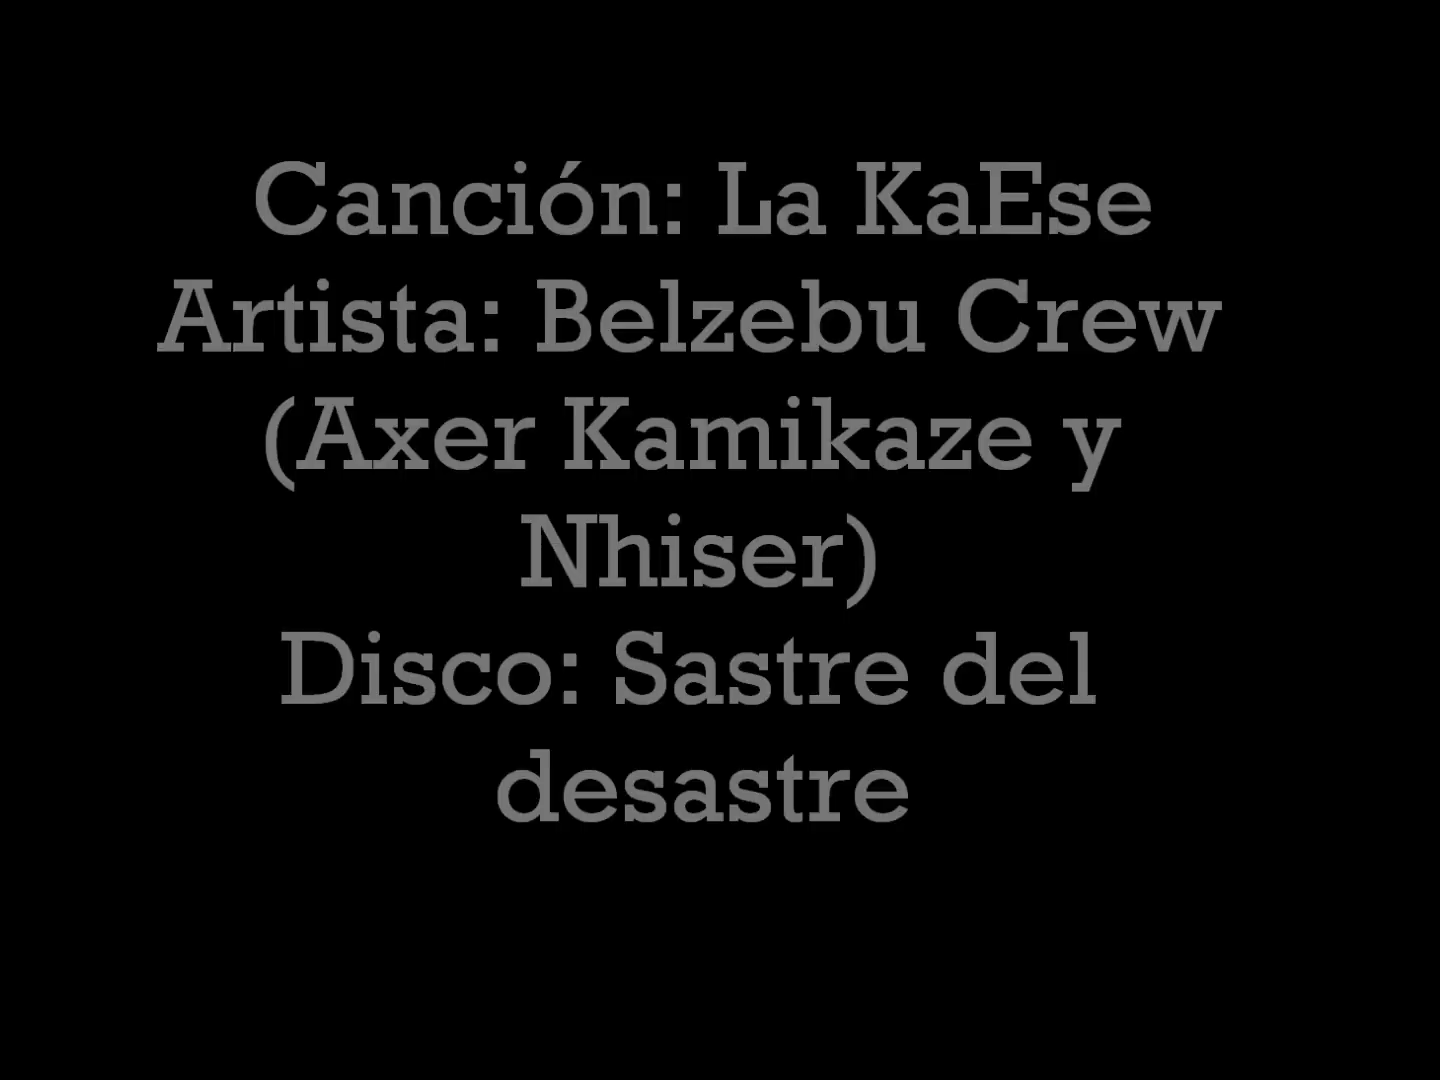 Canción: La KaEse
Artista: Belzebu Crew
(Axer Kamikaze y
Nhiser)
Disco: Sastre del
desastre